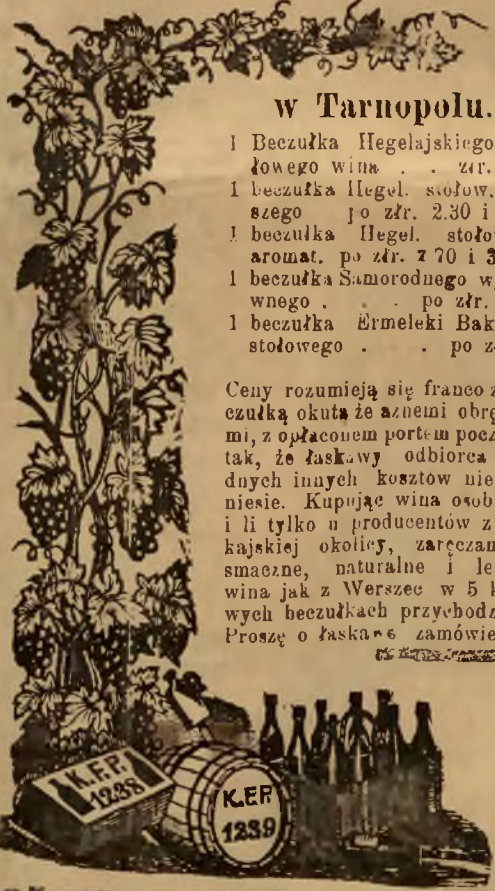 w Tarnopolu.
1 Beczułka Hegelajskiego
łowego wina . . złr.
1 beczułka Hegel. stołow.
szego po złr. 2.30 i
1 beczułka Hegel. stoło
aromat. po złr. 2 70 i 3
1 beczułka Samorodnego w
wnego . . . po złr.
1 beczułka Ermeleki Bak
stołowego . . po z
Ceny rozumieją się franco z
czułką okutą że aznemi obrę
mi, z opłaconem portem pocz
tak, że łaskawy odbiorca
dnych innych kosztów nie
niesie. Kupując wina osob
i li tylko u producentów z
kajskiej okolicy, zaręczam
smaczne, naturalne i le
wina jak z Werszec w 5 k
wych beczułkach przychodz
Proszę o łaskawe zamówie
K.F.P.
1238
K.F.P.
1239